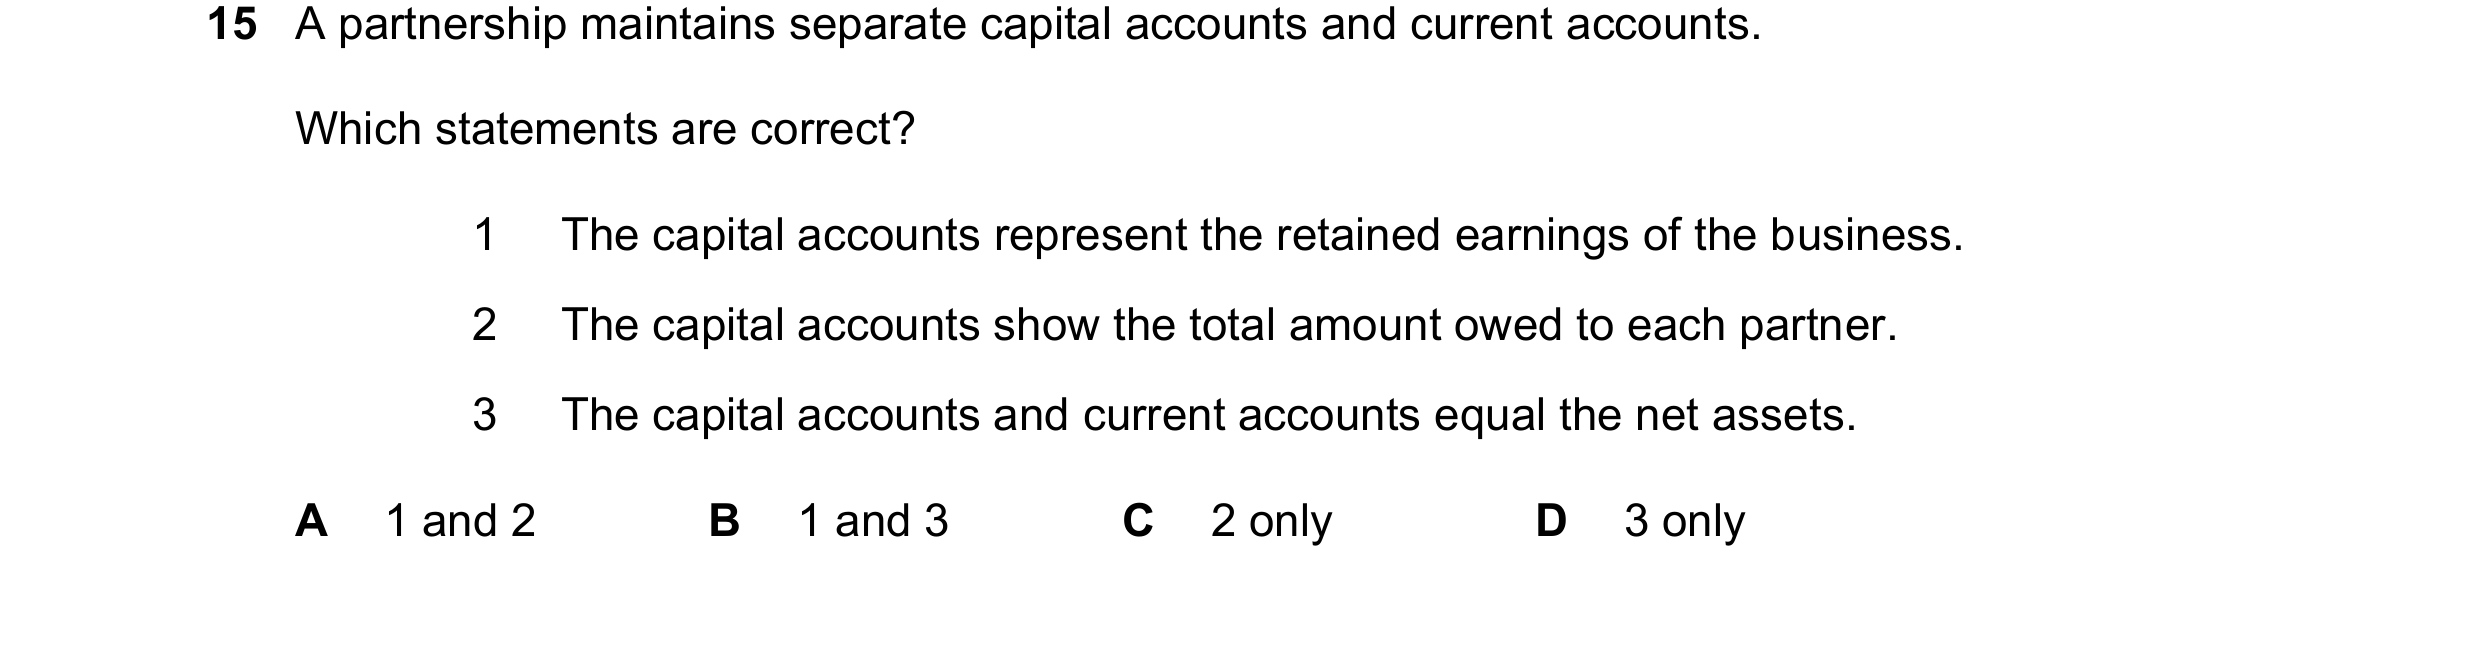 15 A partnership maintains separate capital accounts and current accounts.
Which statements are correct?
1 The capital accounts represent the retained earnings of the business.
2 The capital accounts show the total amount owed to each partner.
3 The capital accounts and current accounts equal the net assets.
A 1 and 2 B 1 and 3 C 2 only D 3 only